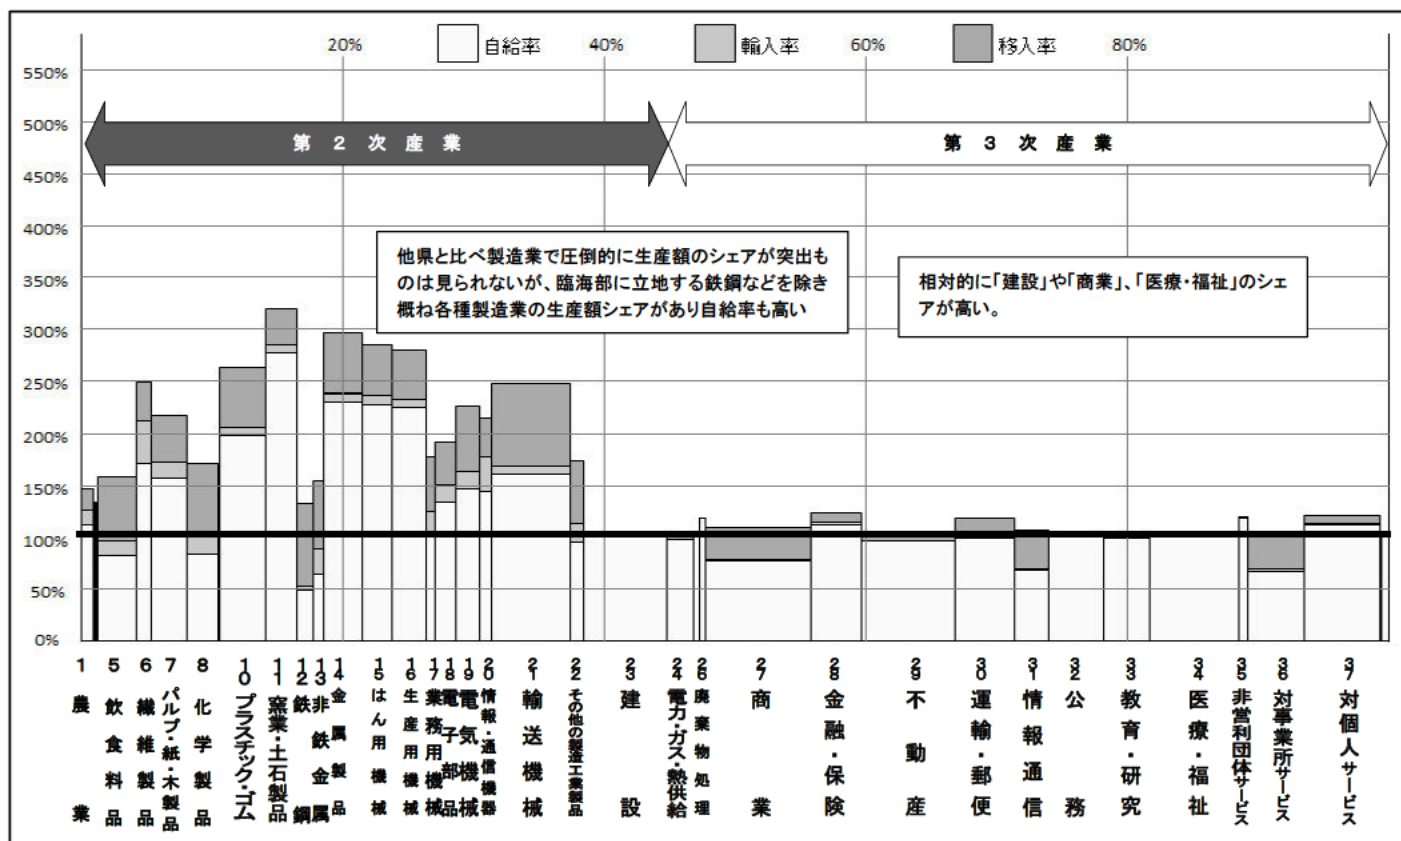 20% 自給率 40% 輸入率 60% 移入率 80%
550%
500%
450%
400%
350%
300%
250%
200%
150%
100%
50%
0%
第2次産業
第3次産業
他県と比べ製造業で圧倒的に生産額のシェアが突出も
のは見られないが、臨海部に立地する鉄鋼などを除き
概ね各種製造業の生産額シェアがあり自給率も高い
相対的に「建設」や「商業」、「医療・福祉」のシェ
アが高い。
1 農業
5 飲食料品
6 繊維製品
7 パルプ・紙・木製品
8 化学製品
10 プラスチック・ゴム
11 窯業・土石製品
12 鉄鋼
13 非鉄金属
14 金属製品
15 はん用機械
16 生産用機械
17 業務用機械
18 電子部品
19 電気機械
20 情報・通信機器
21 輸送機械
22 その他の製造工業製品
23 建設
24 電力・ガス・熱供給
26 廃棄物処理
27 商業
28 金融・保険
29 不動産
30 運輸・郵便
31 情報通信
32 公務
33 教育・研究
34 医療・福祉
35 非営利団体サービス
36 対事業所サービス
37 対個人サービス